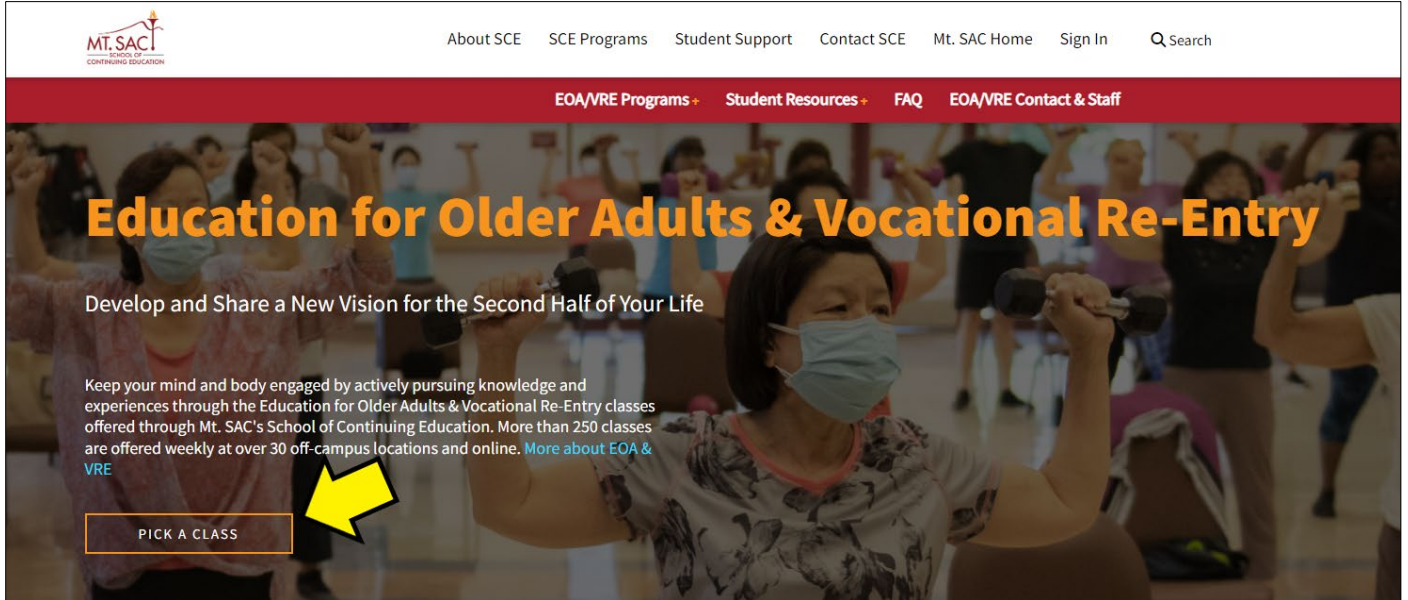 MT. SAC
SCHOOL OF
CONTINUING EDUCATION
About SCE SCE Programs Student Support Contact SCE Mt. SAC Home Sign In Search
EOA/VRE Programs + Student Resources + FAQ EOA/VRE Contact & Staff
Education for Older Adults & Vocational Re-Entry
Develop and Share a New Vision for the Second Half of Your Life
Keep your mind and body engaged by actively pursuing knowledge and
experiences through the Education for Older Adults & Vocational Re-Entry classes
offered through Mt. SAC's School of Continuing Education. More than 250 classes
are offered weekly at over 30 off-campus locations and online. More about EOA &
VRE
PICK A CLASS